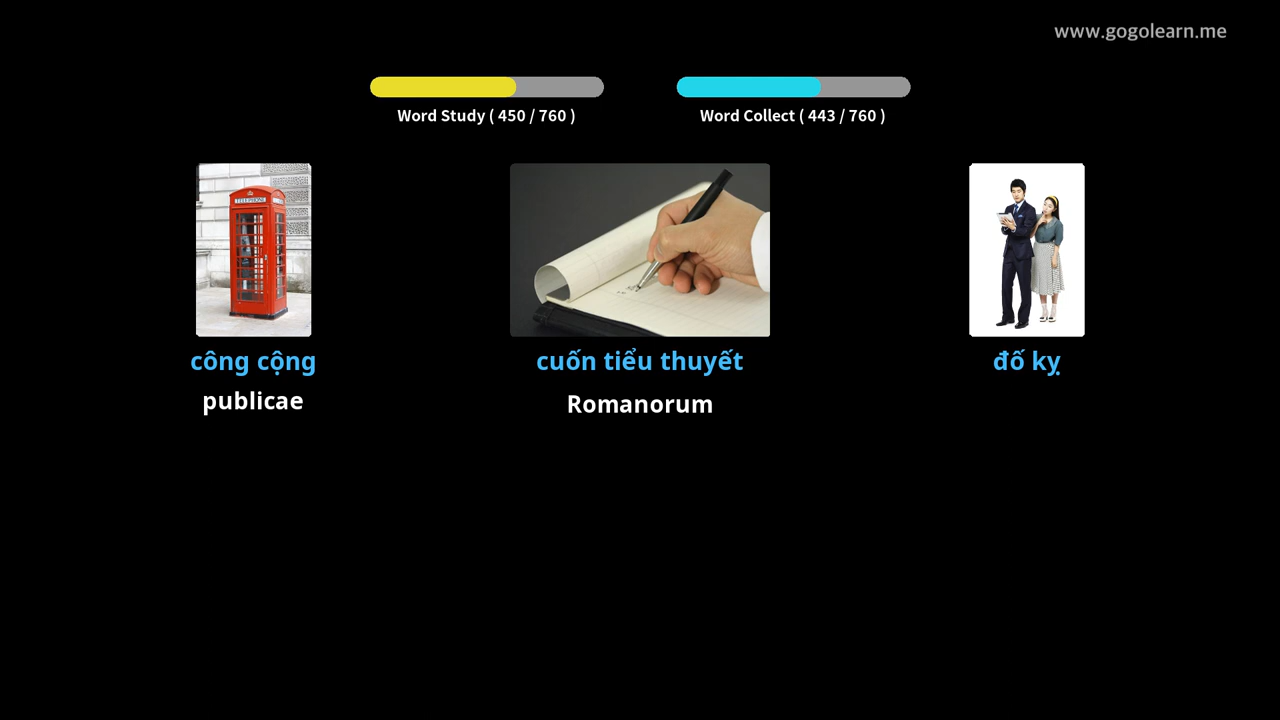 www.gogolearn.me
Word Study ( 450 / 760 )
Word Collect ( 443 / 760 )
TELEPHONE
công cộng
cuốn tiểu thuyết
đố kỵ
publicae
Romanorum